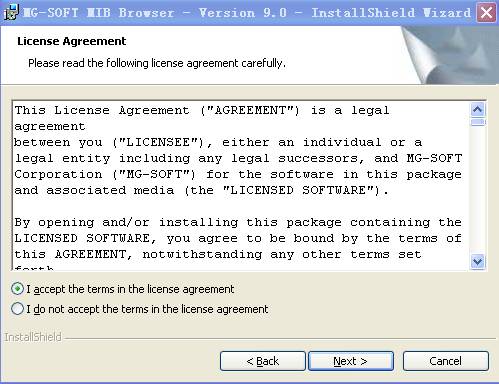 MG-SOFT MIB Browser - Version 9.0 - InstallShield Wizard
License Agreement
Please read the following license agreement carefully.
This License Agreement ("AGREEMENT") is a legal
agreement
between you ("LICENSEE"), either an individual or a
legal entity including any legal successors, and MG-SOFT
Corporation ("MG-SOFT") for the software in this package
and associated media (the "LICENSED SOFTWARE").
By opening and/or installing this package containing the
LICENSED SOFTWARE, you agree to be bound by the terms of
this AGREEMENT, notwithstanding any other terms set
forth
I accept the terms in the license agreement
I do not accept the terms in the license agreement
InstallShield
< Back
Next >
Cancel